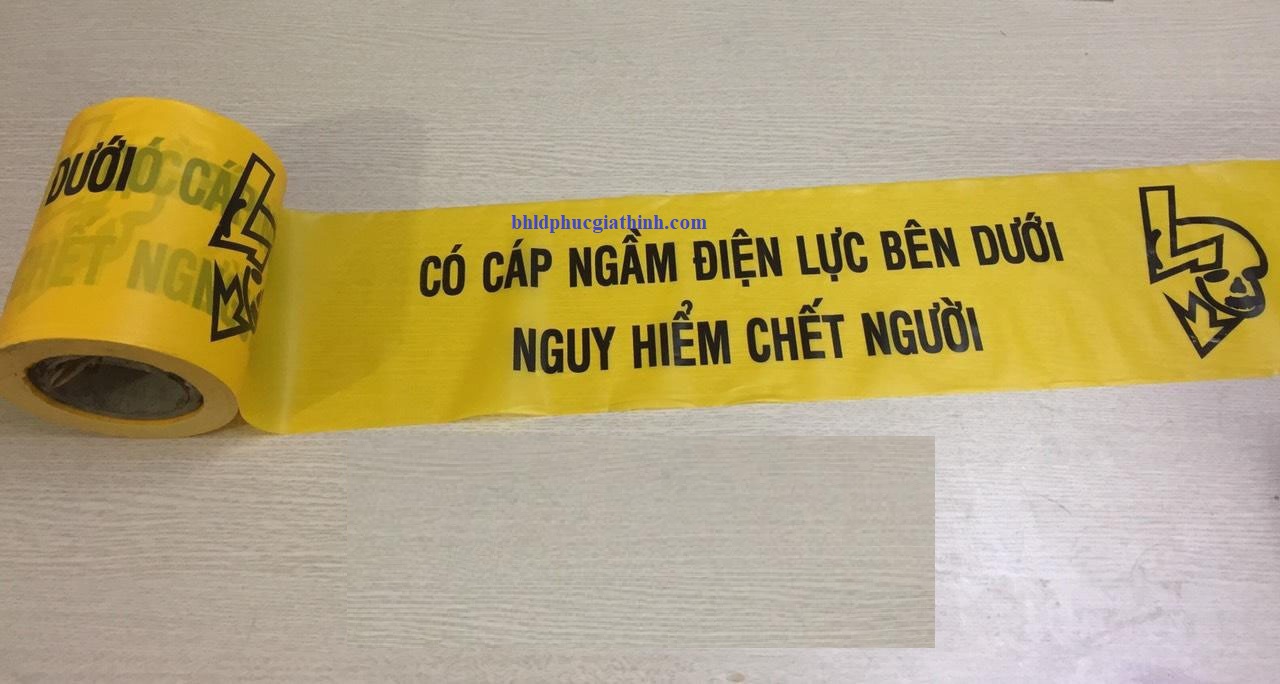 bhldphucgiathinh.com
CÓ CÁP NGẦM ĐIỆN LỰC BÊN DƯỚI
NGUY HIỂM CHẾT NGƯỜI
DƯỚI